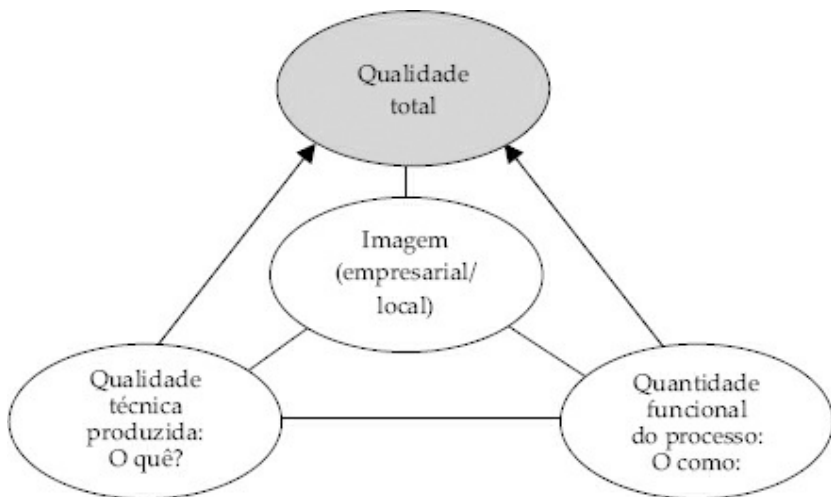 Qualidade
total
Imagem
(empresarial/
local)
Qualidade
técnica
produzida:
O quê?
Quantidade
funcional
do processo:
O como: